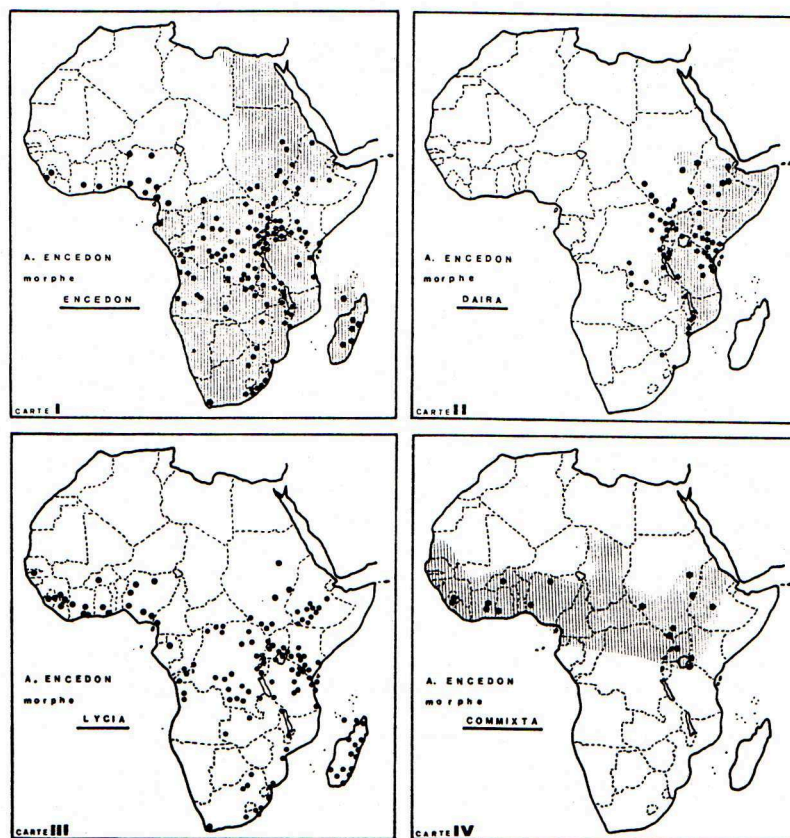 A. ENCEDON
morphe
ENCEDON
CARTE I
A. ENCEDON
morphe
DAIRA
CARTE II
A. ENCEDON
morphe
LYCIA
CARTE III
A. ENCEDON
morphe
COMMIXTA
CARTE IV